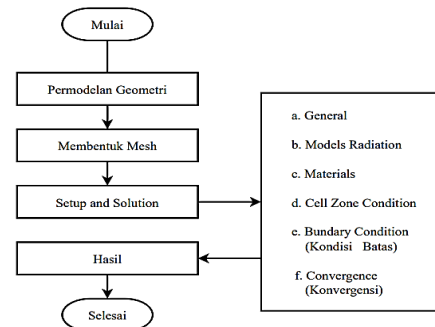 Mulai
Permodelan Geometri
Membentuk Mesh
Setup and Solution
a. General
b. Models Radiation
c. Materials
d. Cell Zone Condition
e. Bundary Condition
(Kondisi Batas)
f. Convergence
(Konvergensi)
Hasil
Selesai